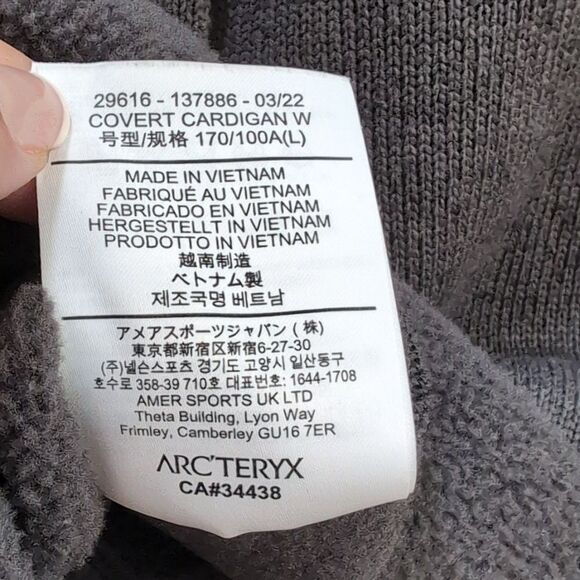 29616 - 137886 - 03/22
COVERT CARDIGAN W
号型/规格 170/100A(L)
MADE IN VIETNAM
FABRIQUÉ AU VIETNAM
FABRICADO EN VIETNAM
HERGESTELLT IN VIETNAM
PRODOTTO IN VIETNAM
越南制造
ベトナム製
제조국명 베트남
アメアスポーツジャパン (株)
東京都新宿区新宿6-27-30
(주)넬슨스포츠 경기도 고양시 일산동구
호수로 358-39 710호 대표번호: 1644-1708
AMER SPORTS UK LTD
Theta Building, Lyon Way
Frimley, Camberley GU16 7ER
ARC'TERYX
CA#34438